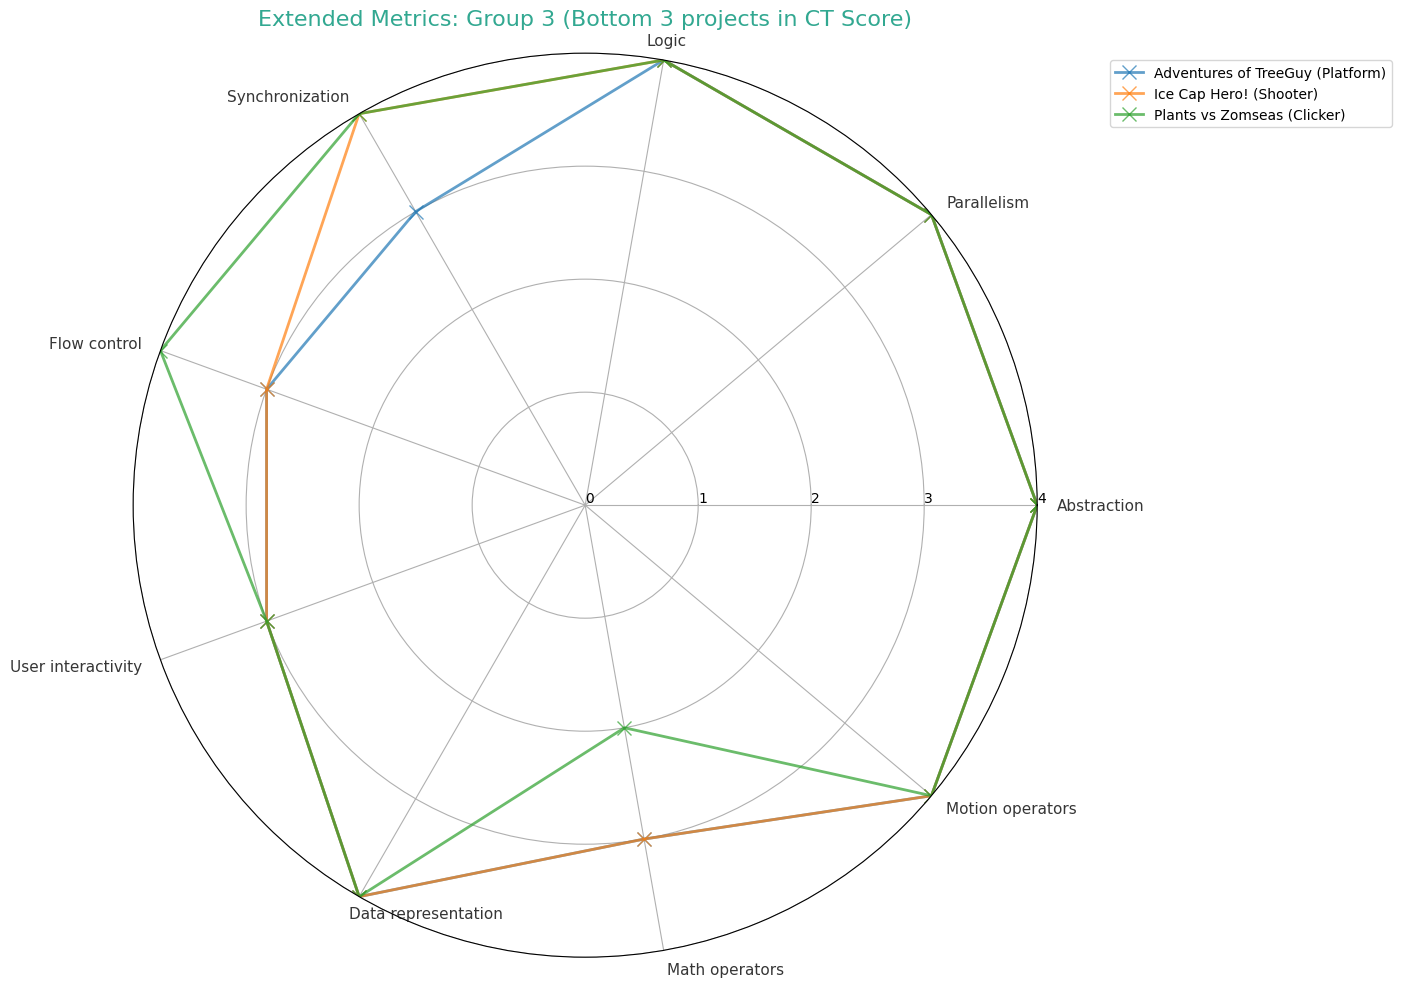 Extended Metrics: Group 3 (Bottom 3 projects in CT Score)
Logic
Adventures of TreeGuy (Platform)
Ice Cap Hero! (Shooter)
Plants vs Zomseas (Clicker)
Synchronization
Parallelism
Flow control
0 1 2 3 4
Abstraction
User interactivity
Motion operators
Data representation
Math operators